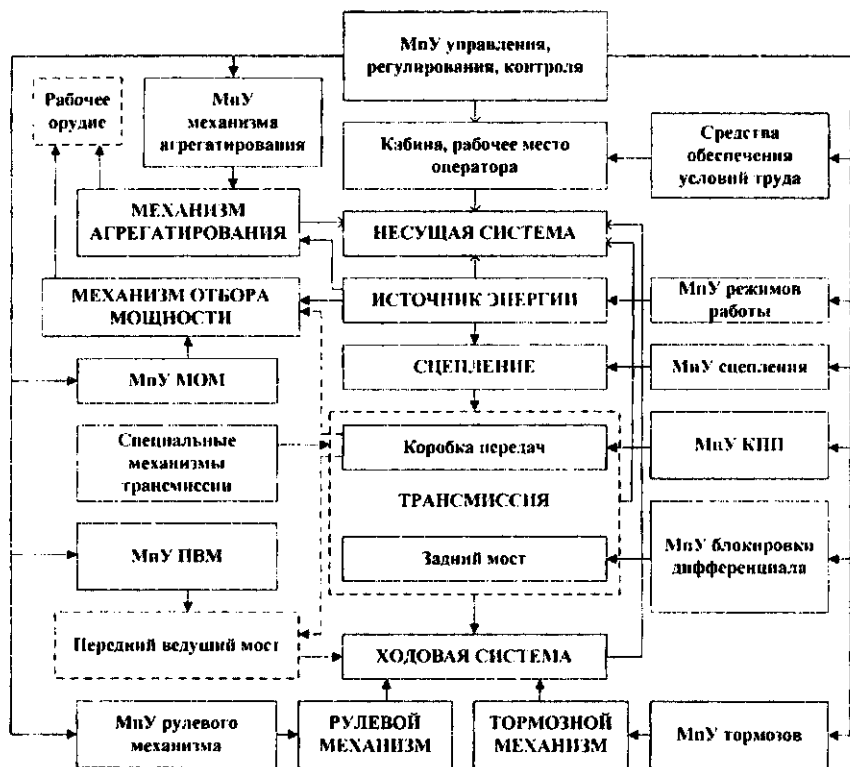 МпУ управления,
регулирования, контроля
Рабочее
орудие
МпУ
механизма
агрегатирования
Кабина, рабочее место
оператора
Средства
обеспечения
условий труда
МЕХАНИЗМ
АГРЕГАТИРОВАНИЯ
НЕСУЩАЯ СИСТЕМА
МЕХАНИЗМ ОТБОРА
МОЩНОСТИ
ИСТОЧНИК ЭНЕРГИИ
МпУ режимов
работы
МпУ МОМ
СЦЕПЛЕНИЕ
МпУ сцепления
Специальные
механизмы
трансмиссии
Коробка передач
МпУ КПП
ТРАНСМИССИЯ
МпУ ПВМ
Задний мост
МпУ блокировки
дифференциала
Передний ведущий мост
ХОДОВАЯ СИСТЕМА
МпУ рулевого
механизма
РУЛЕВОЙ
МЕХАНИЗМ
ТОРМОЗНОЙ
МЕХАНИЗМ
МпУ тормозов